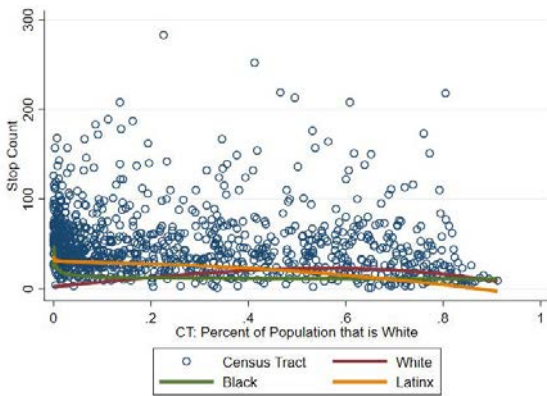 300
200
100
0
Stop Count
0
.2
.4
.6
.8
1
CT: Percent of Population that is White
Census Tract
White
Black
Latinx